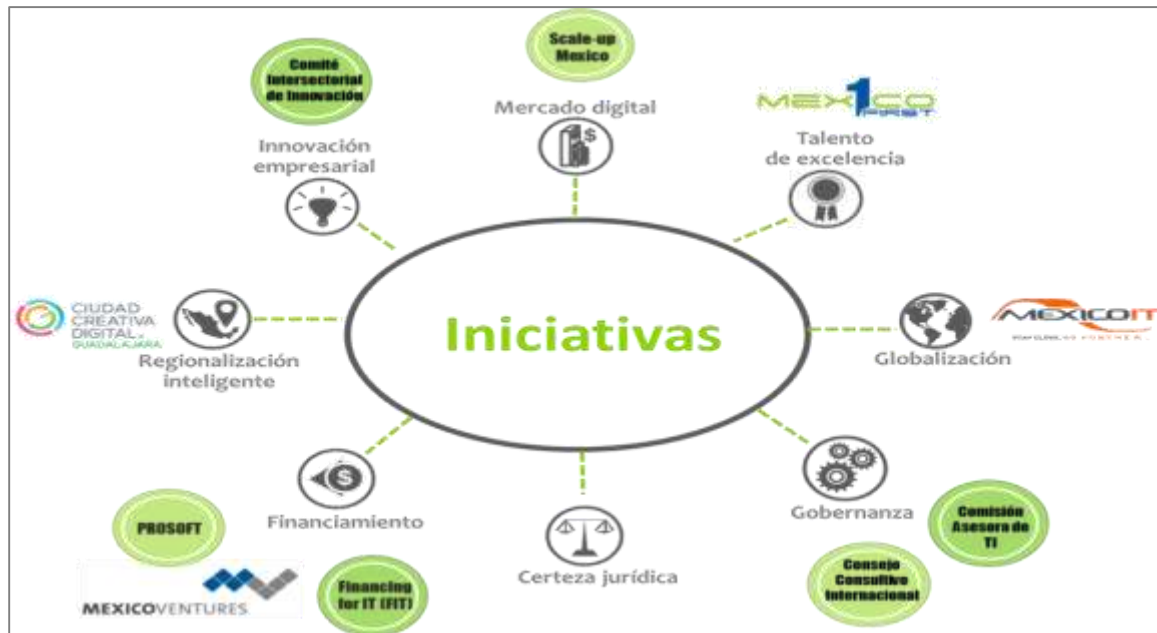 Scale-up
Mexico
Mercado digital
Comité
Intersectorial
de Innovación
Innovación
empresarial
MEX1CO
FIRST
Talento
de excelencia
CIUDAD
CREATIVA
DIGITAL
GUADALAJARA
Regionalización
inteligente
Iniciativas
MEXICOIT
Globalización
Financiamiento
PROSOFT
MEXICOVENTURES
Financing
for IT (FIT)
Certeza jurídica
Gobernanza
Comisión
Asesora de
TI
Consejo
Consultivo
Internacional